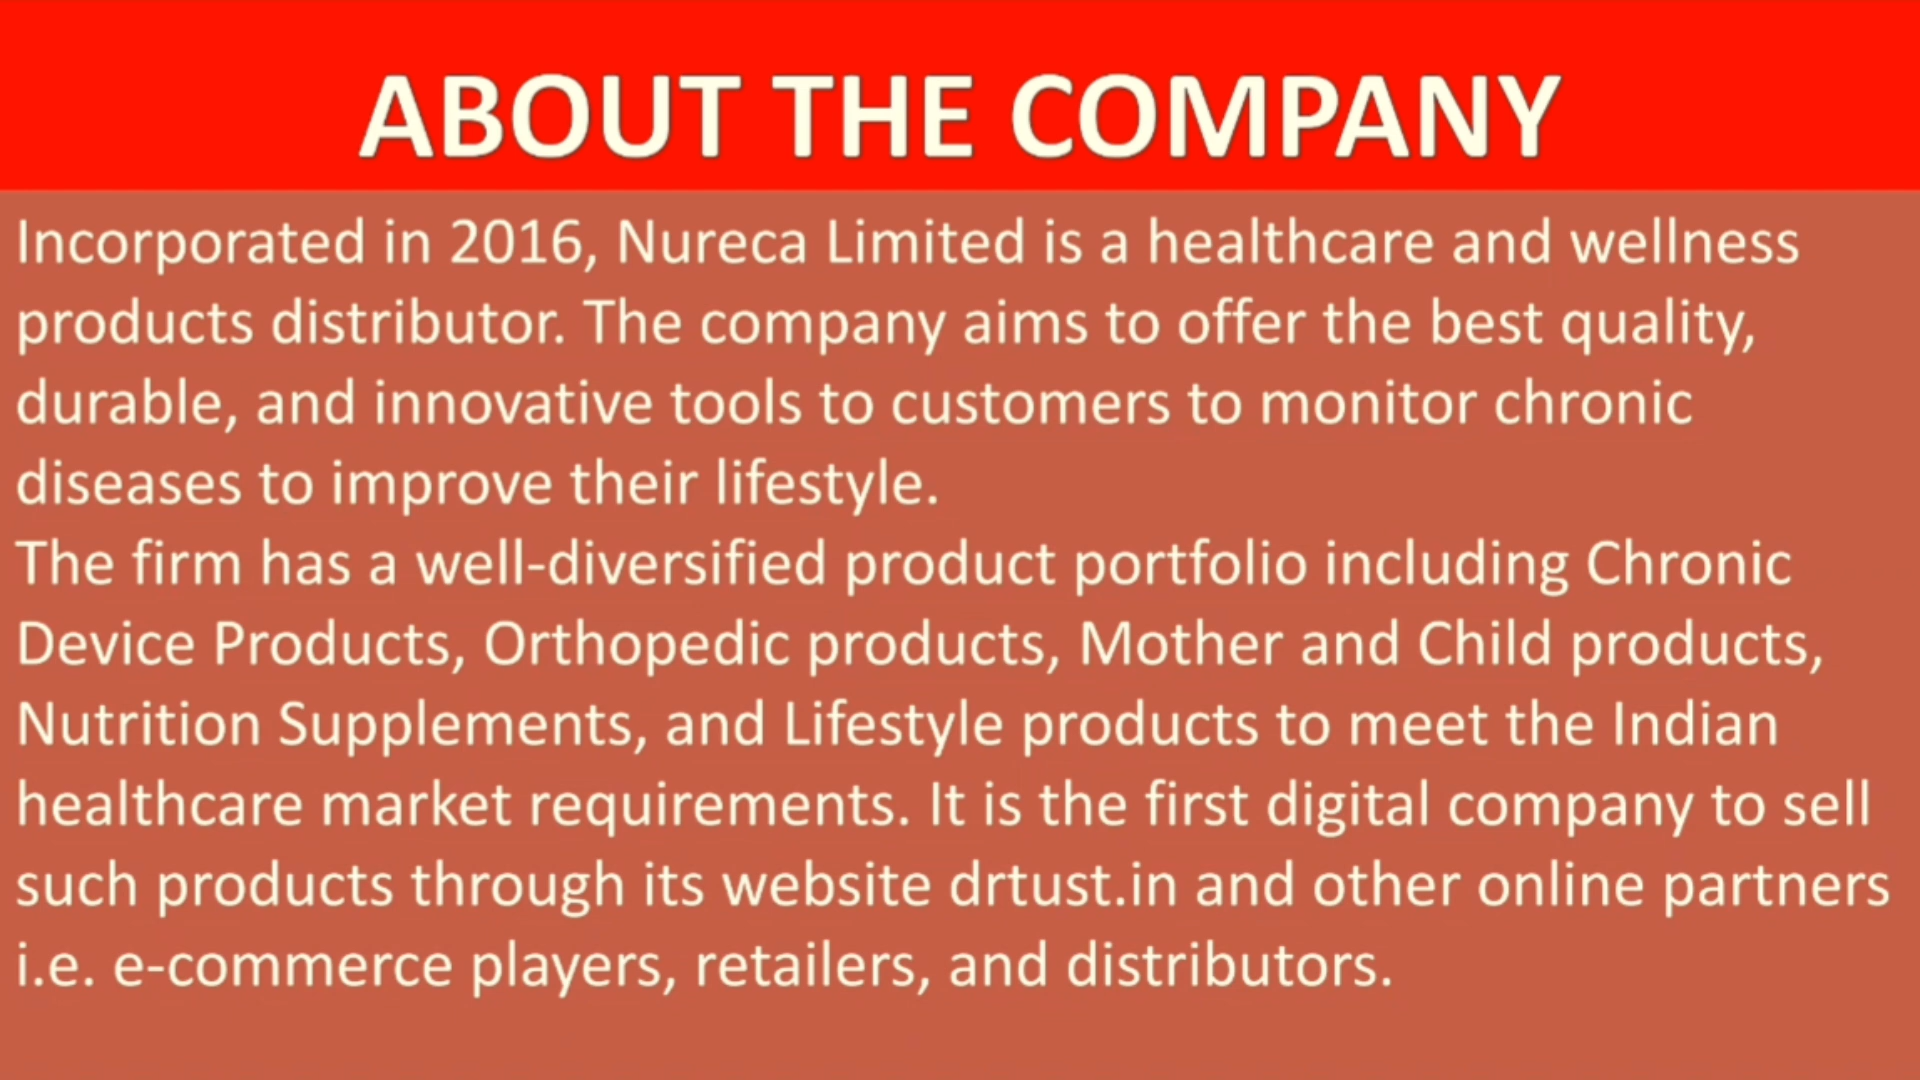 ABOUT THE COMPANY
Incorporated in 2016, Nureca Limited is a healthcare and wellness
products distributor. The company aims to offer the best quality,
durable, and innovative tools to customers to monitor chronic
diseases to improve their lifestyle.
The firm has a well-diversified product portfolio including Chronic
Device Products, Orthopedic products, Mother and Child products,
Nutrition Supplements, and Lifestyle products to meet the Indian
healthcare market requirements. It is the first digital company to sell
such products through its website drtust.in and other online partners
i.e. e-commerce players, retailers, and distributors.